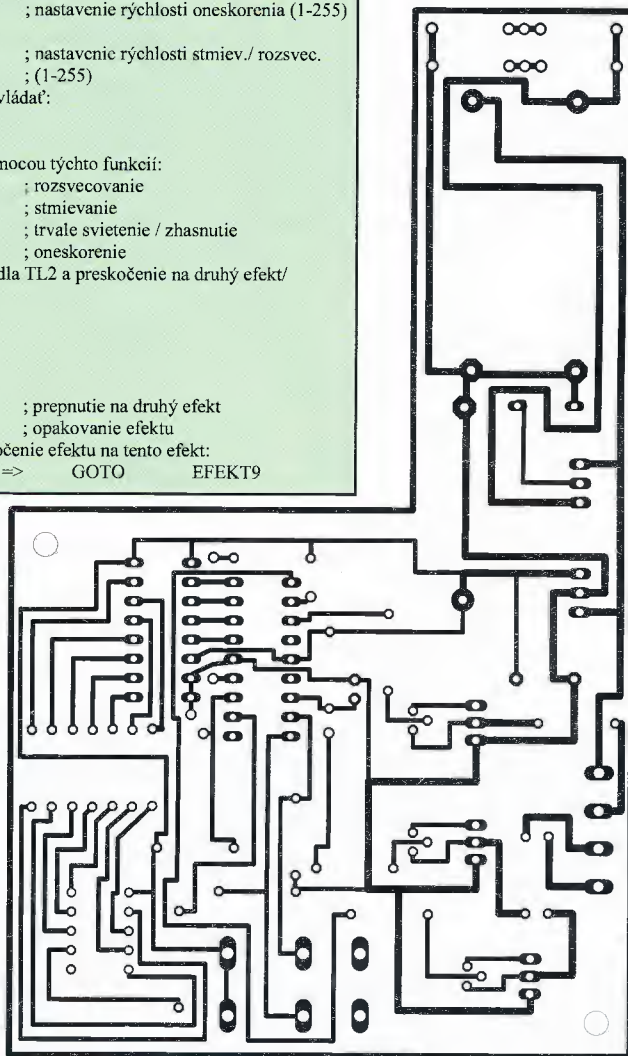 ; nastavenie rýchlosti oneskorenia (1-255)
; nastavenie rýchlosti stmiev./ rozsvec.
; (1-255)
vládať:
mocou týchto funkcií:
; rozsvecovanie
; stmievanie
; trvale svietenie / zhasnutie
; oneskorenie
dla TL2 a preskočenie na druhý efekt/
; prepnutie na druhý efekt
; opakovanie efektu
očenie efektu na tento efekt:
=> GOTO EFEKT9